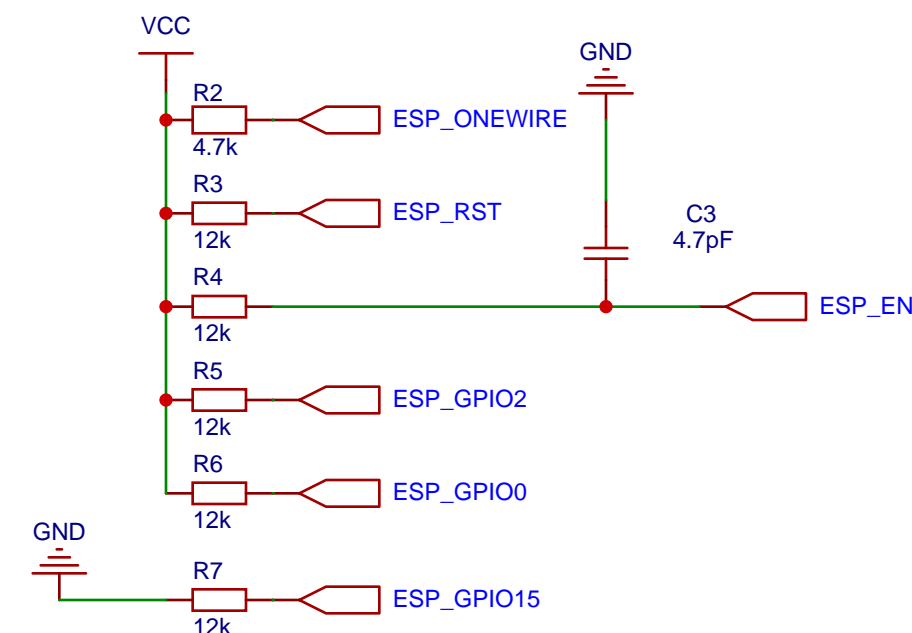 VCC
GND
R2
ESP_ONEWIRE
4.7k
R3
ESP_RST
C3
4.7pF
12k
R4
ESP_EN
12k
R5
ESP_GPIO2
12k
R6
ESP_GPIO0
12k
GND
R7
ESP_GPIO15
12k